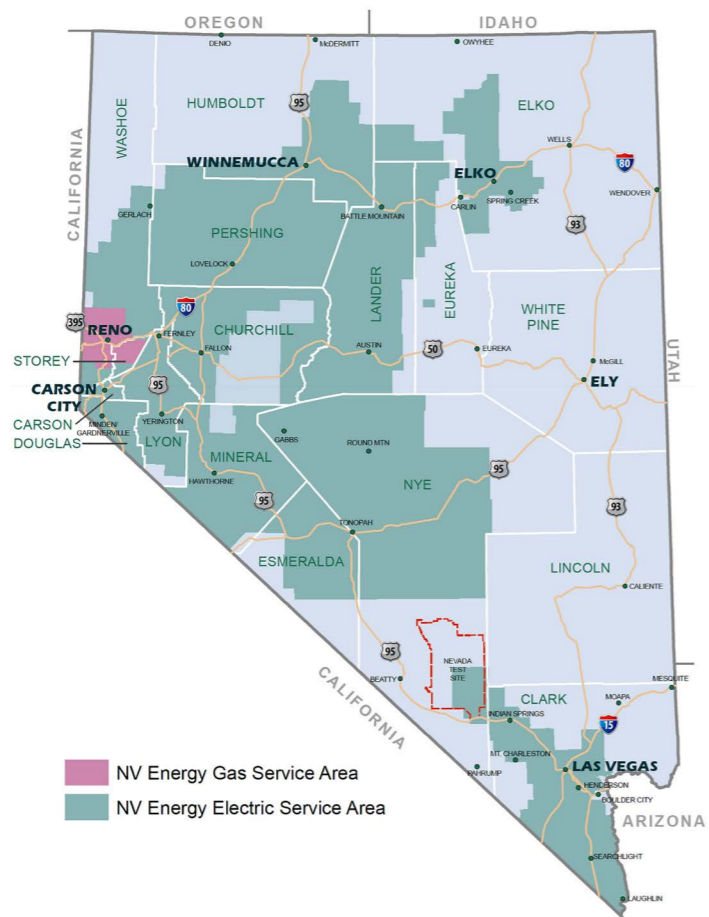 OREGON
IDAHO
DENIO
McDERMITT
OWYHEE
HUMBOLDT
95
ELKO
WASHOE
CALIFORNIA
WELLS
80
WINNEMUCCA
ELKO
WENDOVER
SPRING CREEK
CARLIN
GERLACH
BATTLE MOUNTAIN
93
PERSHING
LOVELOCK
LANDER
EUREKA
80
WHITE
PINE
395
RENO
FERNLEY
CHURCHILL
FALLON
AUSTIN
50
EUREKA
McGILL
UTAH
STOREY
CARSON
CITY
95
ELY
CARSON
MINDEN/
GARDNERVILLE
YERINGTON
DOUGLAS
LYON
GABBS
ROUND MTN
MINERAL
HAWTHORNE
NYE
95
95
93
TONOPAH
ESMERALDA
LINCOLN
CALIENTE
95
NEVADA
TEST
SITE
BEATTY
CALIFORNIA
MESQUITE
CLARK
MOAPA
INDIAN SPRINGS
15
MT. CHARLESTON
PAHRUMP
LAS VEGAS
HENDERSON
BOULDER CITY
ARIZONA
SEARCHLIGHT
LAUGHLIN
NV Energy Gas Service Area
NV Energy Electric Service Area